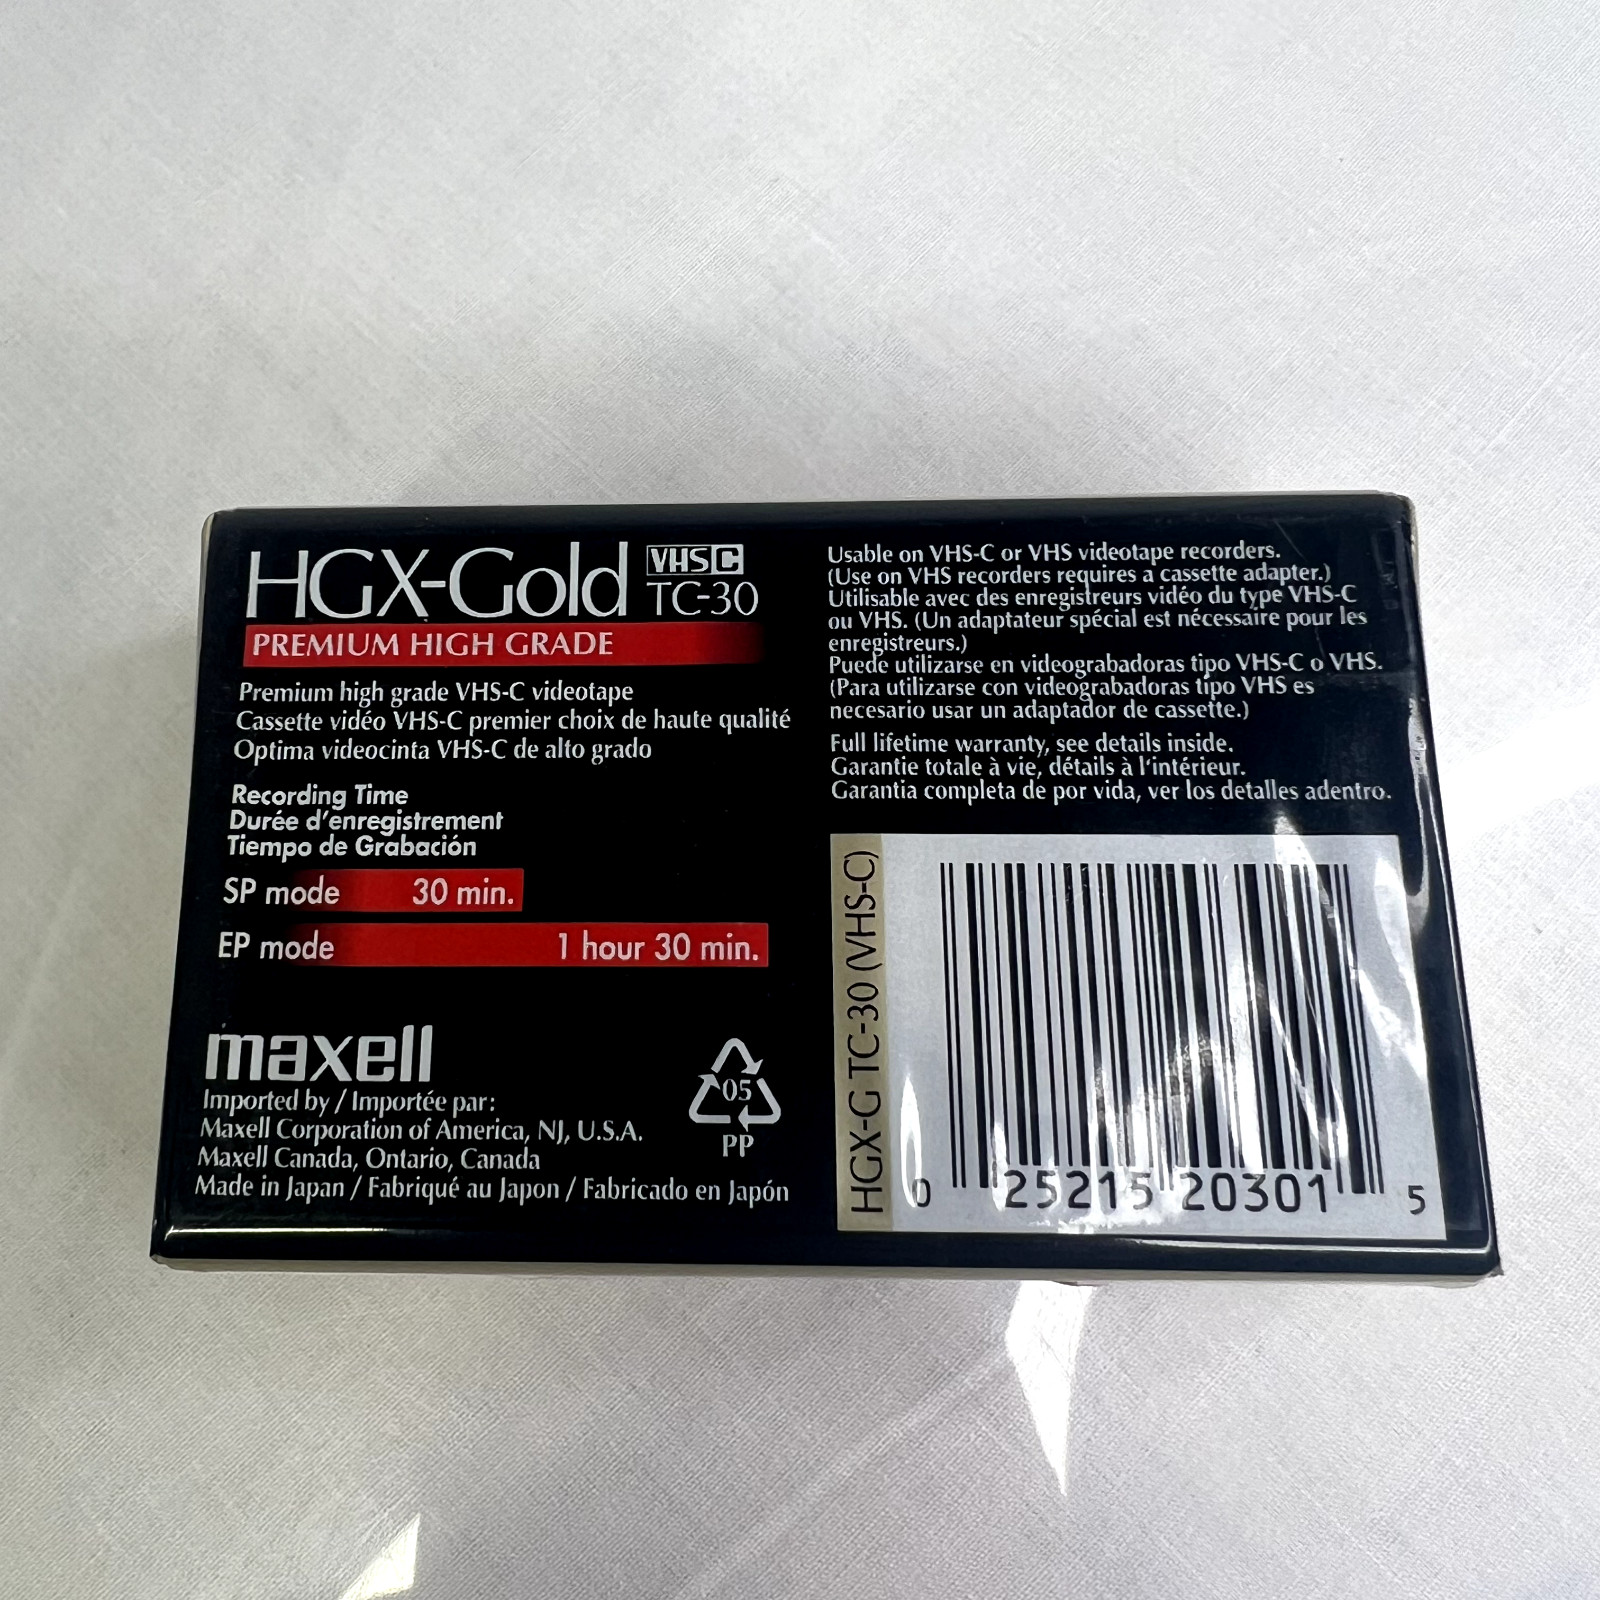 HGX-Gold VHSC
TC-30
PREMIUM HIGH GRADE
Premium high grade VHS-C videotape
Cassette vidéo VHS-C premier choix de haute qualité
Optima videocinta VHS-C de alto grado
Recording Time
Durée d'enregistrement
Tiempo de Grabación
SP mode 30 min.
EP mode 1 hour 30 min.
maxell
Imported by / Importée par:
Maxell Corporation of America, NJ, U.S.A.
Maxell Canada, Ontario, Canada
Made in Japan / Fabriqué au Japon / Fabricado en Japón
05
PP
Usable on VHS-C or VHS videotape recorders.
(Use on VHS recorders requires a cassette adapter.)
Utilisable avec des enregistreurs vidéo du type VHS-C
ou VHS. (Un adaptateur spécial est nécessaire pour les
enregistreurs.)
Puede utilizarse en videograbadoras tipo VHS-C o VHS.
(Para utilizarse con videograbadoras tipo VHS es
necesario usar un adaptador de cassette.)
Full lifetime warranty, see details inside.
Garantie totale à vie, détails à l'intérieur.
Garantia completa de por vida, ver los detalles adentro.
HGX-G TC-30 (VHS-C)
0 25215 20301 5